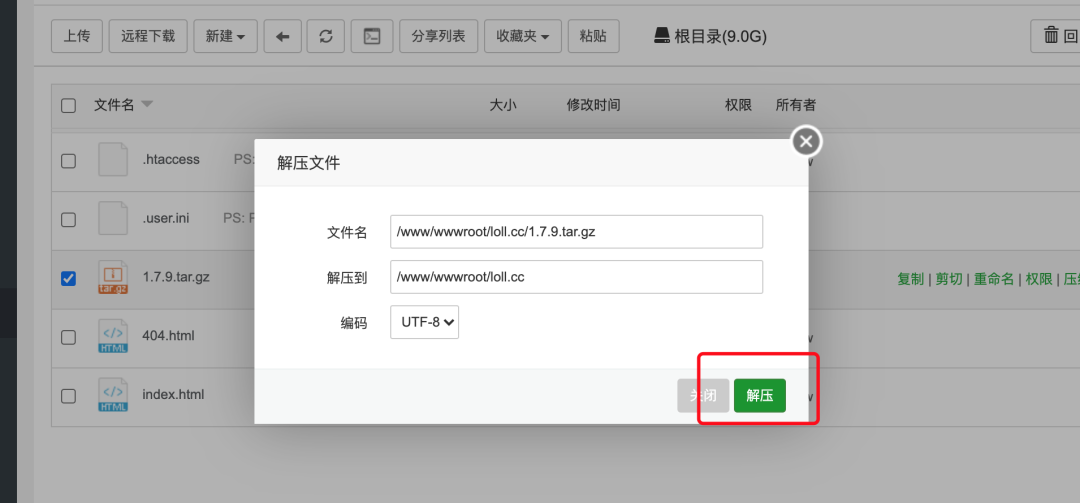 上传 远程下载 新建 分享列表 收藏夹 粘贴 根目录(9.0G) 回
文件名 大小 修改时间 权限 所有者
.htaccess PS:
解压文件
.user.ini PS:
文件名 /www/wwwroot/loll.cc/1.7.9.tar.gz
1.7.9.tar.gz
tar.gz
解压到 /www/wwwroot/loll.cc
复制 | 剪切 | 重命名 | 权限 | 压
编码 UTF-8
404.html
HTML
index.html
HTML
关闭 解压